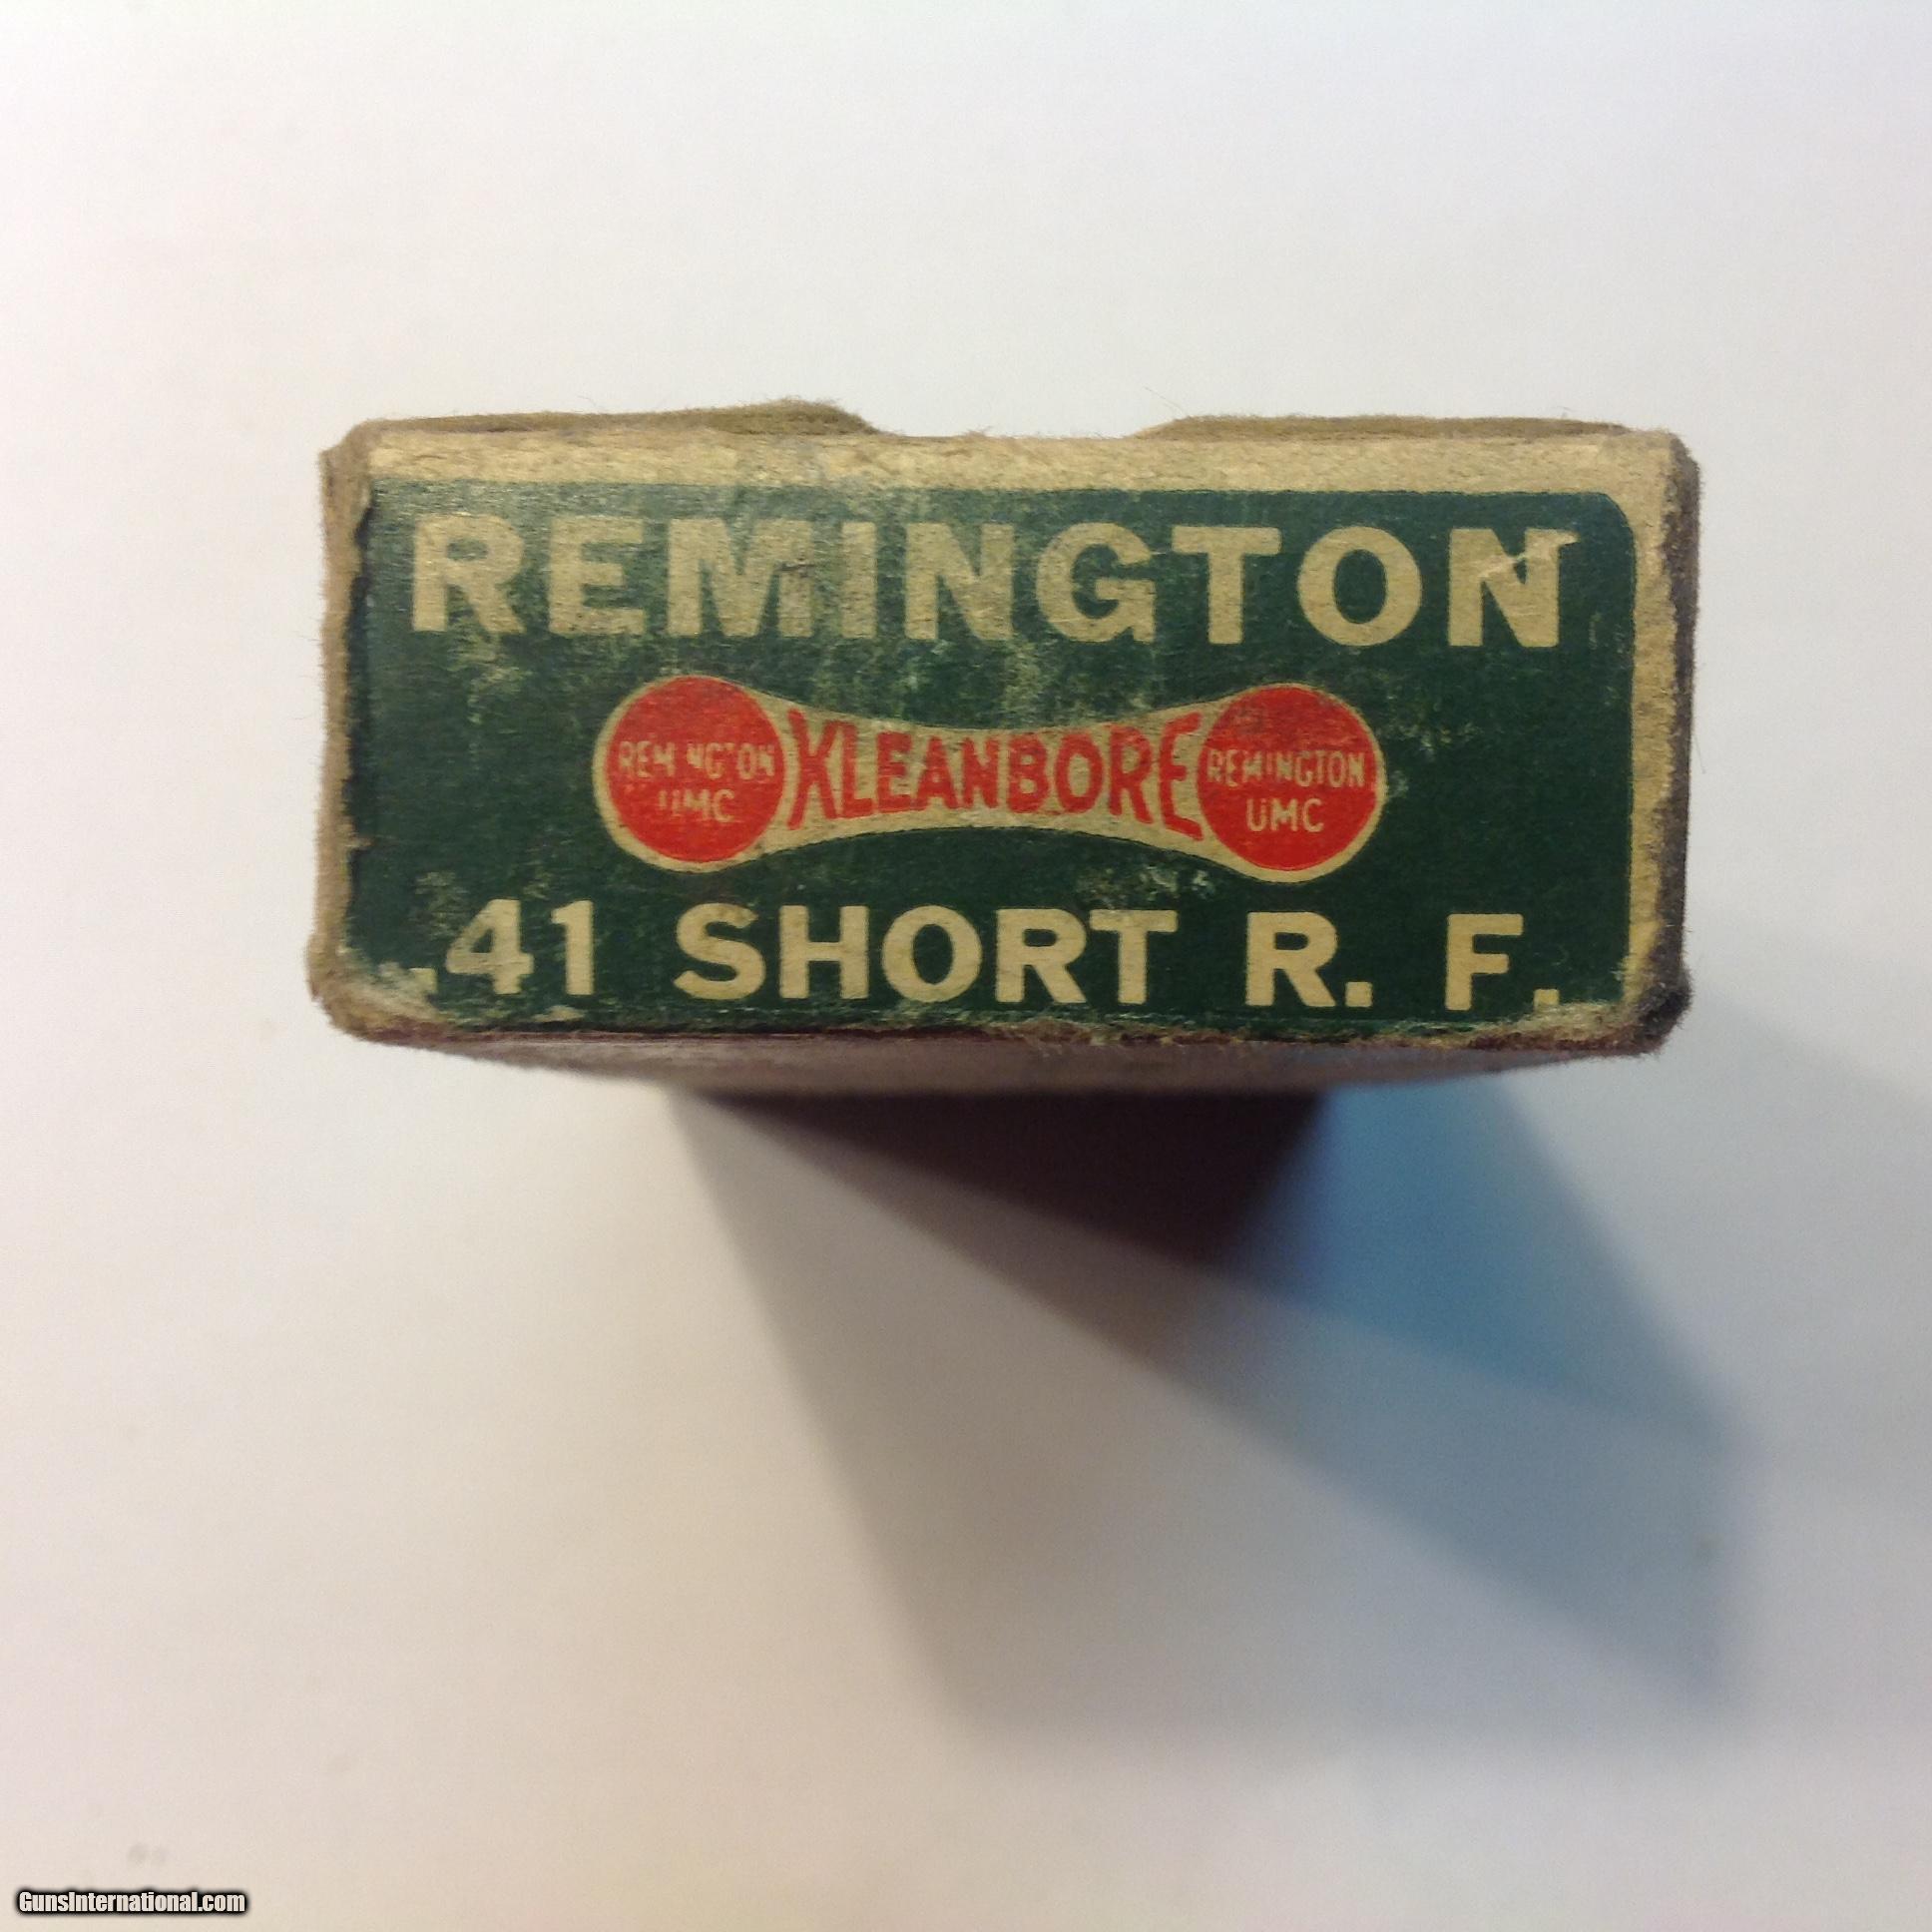 REMINGTON
REMINGTON UMC KLEANBORE REMINGTON UMC
.41 SHORT R. F.
GunsInternational.com